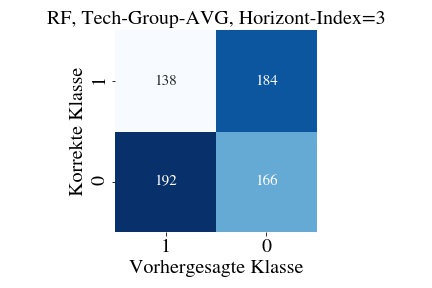 RF, Tech-Group-AVG, Horizont-Index=3
Korrekte Klasse
1
138
184
0
192
166
1
0
Vorhergesagte Klasse